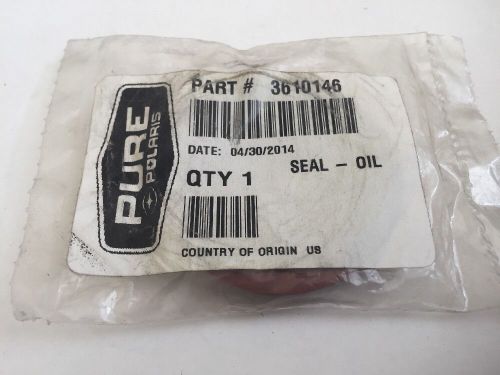 PURE
POLARIS
PART # 3610146
DATE: 04/30/2014
SEAL - OIL
QTY 1
COUNTRY OF ORIGIN US